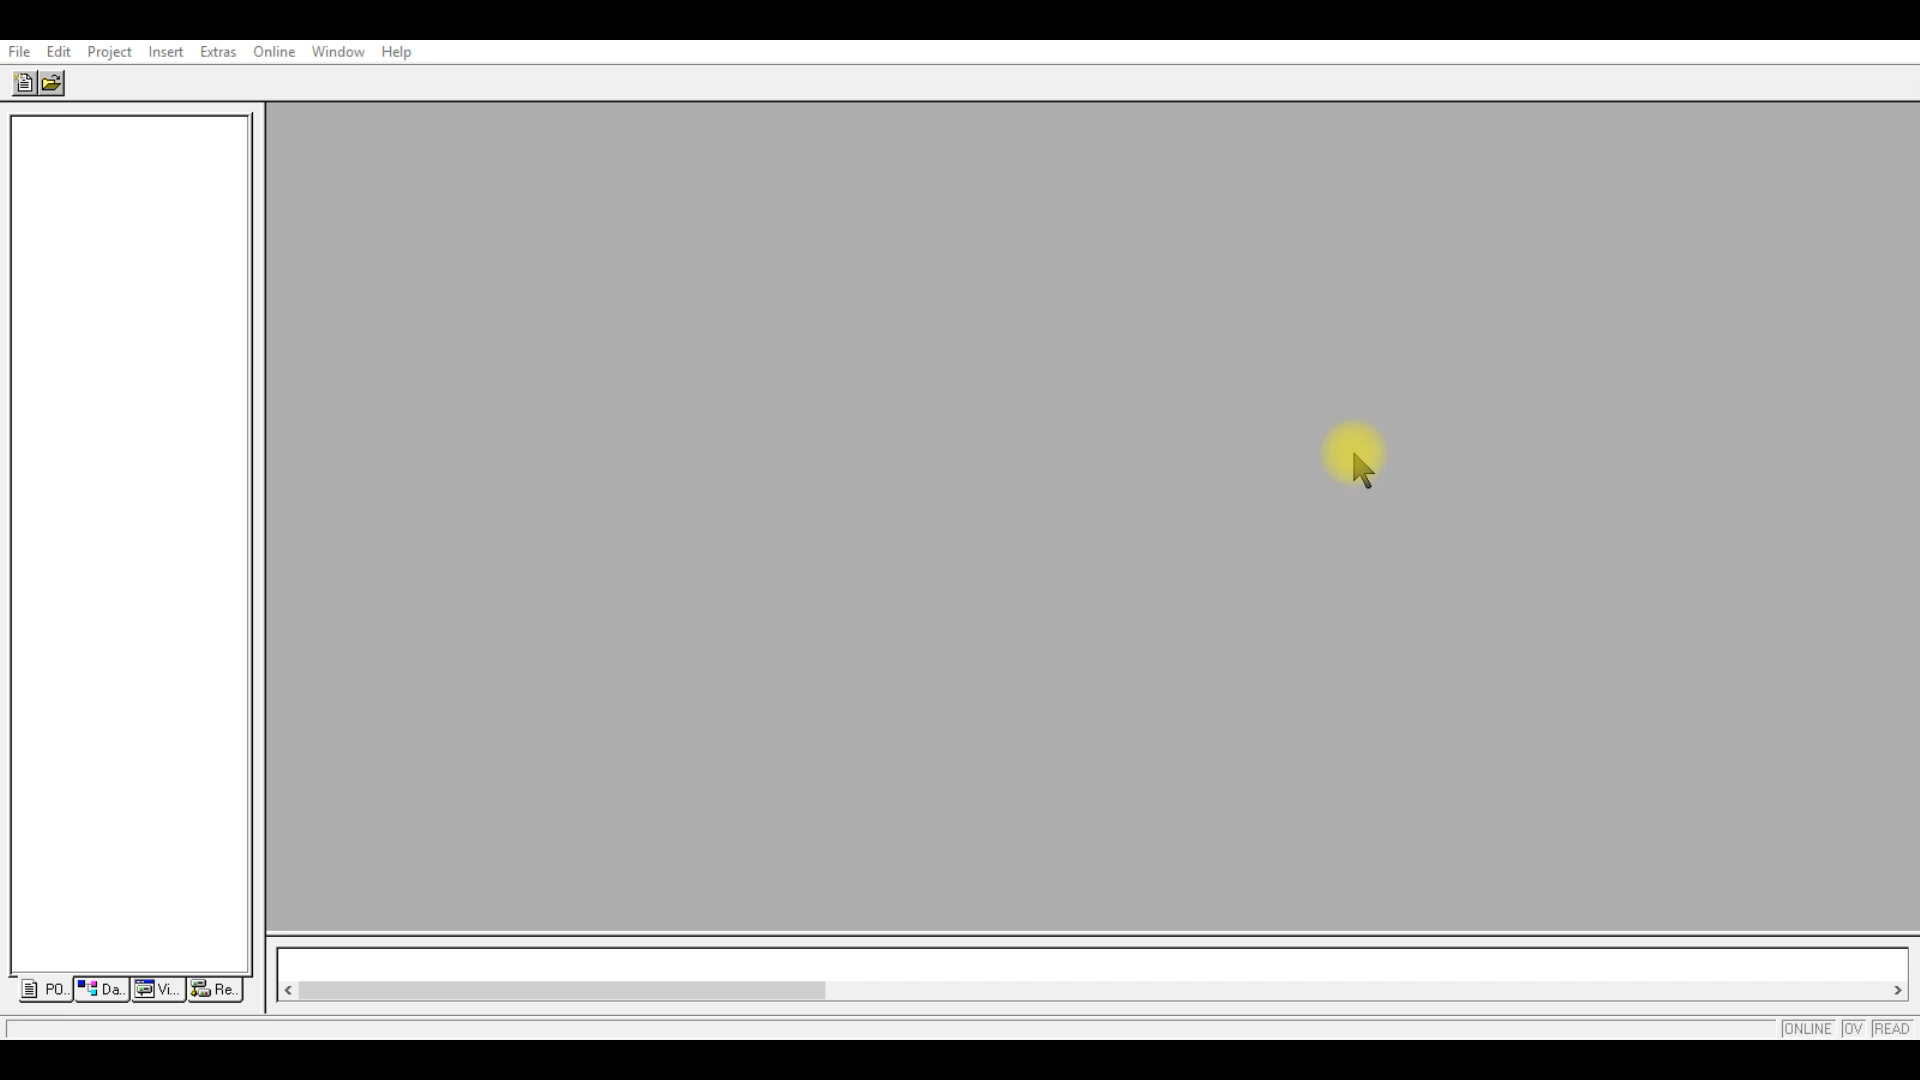 File Edit Project Insert Extras Online Window Help
PO.. Da.. Vi... Re..
ONLINE OV READ